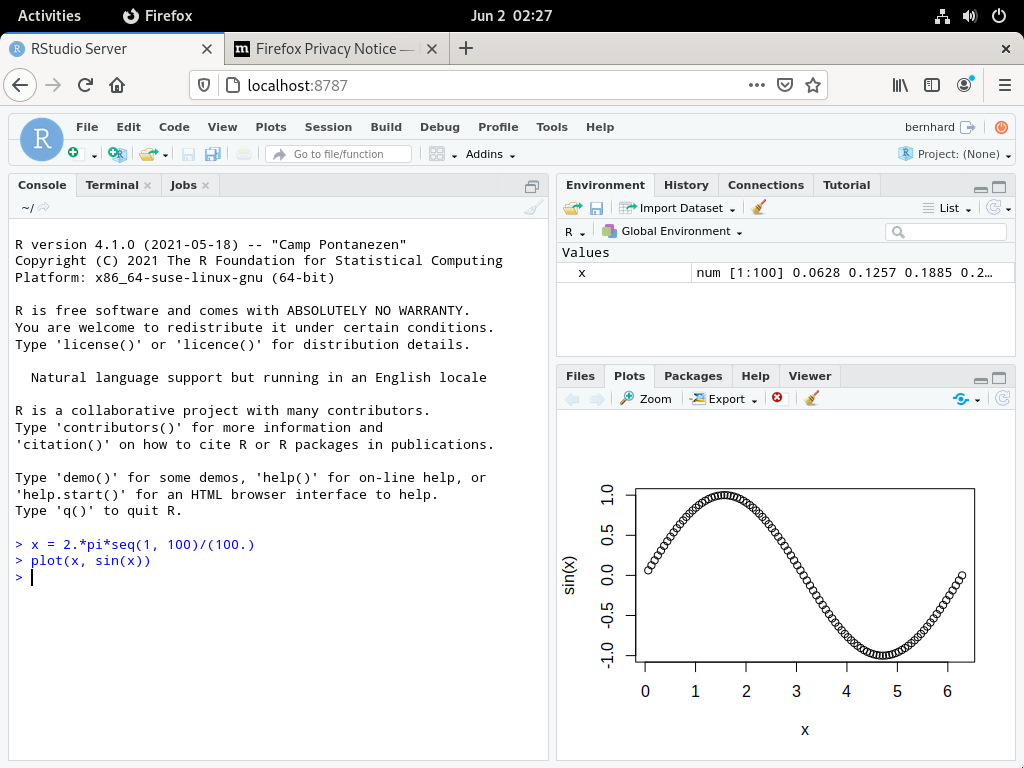 Activities Firefox Jun 2 02:27
RStudio Server Firefox Privacy Notice —
localhost:8787
R File Edit Code View Plots Session Build Debug Profile Tools Help bernhard
Go to file/function Addins Project: (None)
Console Terminal Jobs
~/
R version 4.1.0 (2021-05-18) -- "Camp Pontanezen"
Copyright (C) 2021 The R Foundation for Statistical Computing
Platform: x86_64-suse-linux-gnu (64-bit)
R is free software and comes with ABSOLUTELY NO WARRANTY.
You are welcome to redistribute it under certain conditions.
Type 'license()' or 'licence()' for distribution details.
Natural language support but running in an English locale
R is a collaborative project with many contributors.
Type 'contributors()' for more information and
'citation()' on how to cite R or R packages in publications.
Type 'demo()' for some demos, 'help()' for on-line help, or
'help.start()' for an HTML browser interface to help.
Type 'q()' to quit R.
> x = 2.*pi*seq(1, 100)/(100.)
> plot(x, sin(x))
>
Environment History Connections Tutorial
Import Dataset List
R Global Environment
Values
x num [1:100] 0.0628 0.1257 0.1885 0.2…
Files Plots Packages Help Viewer
Zoom Export
1.0
0.5
0.0
-0.5
-1.0
sin(x)
0 1 2 3 4 5 6
x